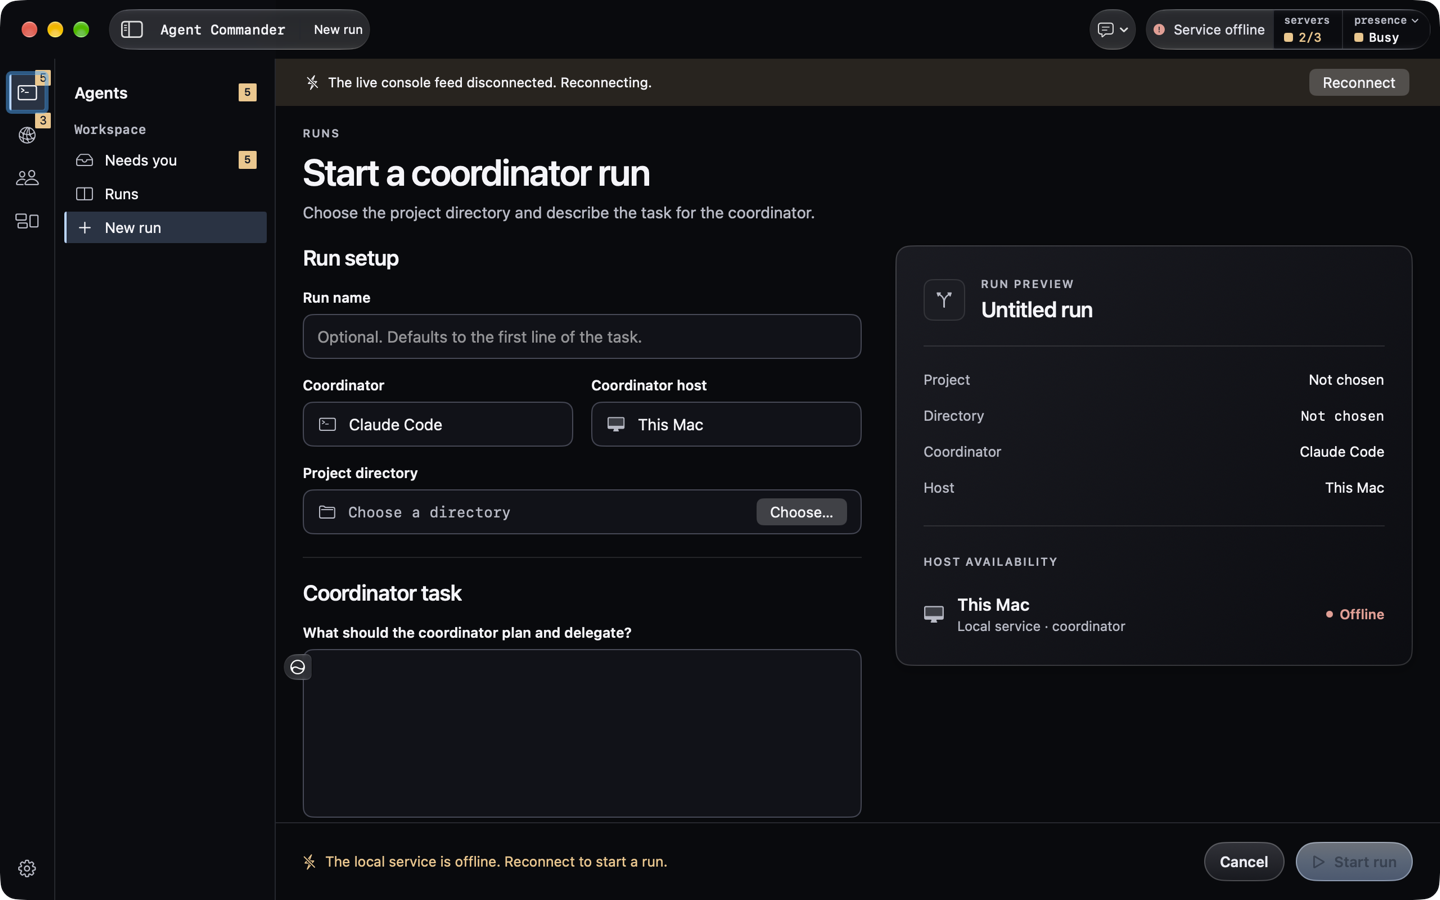 Agent Commander New run
Service offline
servers
2/3
presence
Busy
5
3
Agents 5
Workspace
Needs you 5
Runs
New run
The live console feed disconnected. Reconnecting.
Reconnect
RUNS
Start a coordinator run
Choose the project directory and describe the task for the coordinator.
Run setup
Run name
Optional. Defaults to the first line of the task.
Coordinator
Claude Code
Coordinator host
This Mac
Project directory
Choose a directory
Choose...
Coordinator task
What should the coordinator plan and delegate?
RUN PREVIEW
Untitled run
Project Not chosen
Directory Not chosen
Coordinator Claude Code
Host This Mac
HOST AVAILABILITY
This Mac
Local service · coordinator
Offline
The local service is offline. Reconnect to start a run.
Cancel
Start run